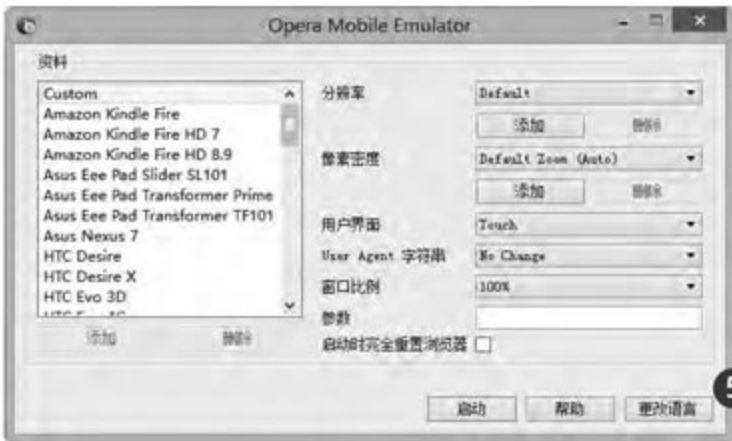 Opera Mobile Emulator
资料
Custom
Amazon Kindle Fire
Amazon Kindle Fire HD 7
Amazon Kindle Fire HD 8.9
Asus Eee Pad Slider SL101
Asus Eee Pad Transformer Prime
Asus Eee Pad Transformer TF101
Asus Nexus 7
HTC Desire
HTC Desire X
HTC Evo 3D
添加 删除
分辨率 Default
添加 删除
像素密度 Default Zoom (Auto)
添加 删除
用户界面 Touch
User Agent 字符串 No Change
窗口比例 100%
参数
启动时完全重置浏览器
启动 帮助 更改语言
5